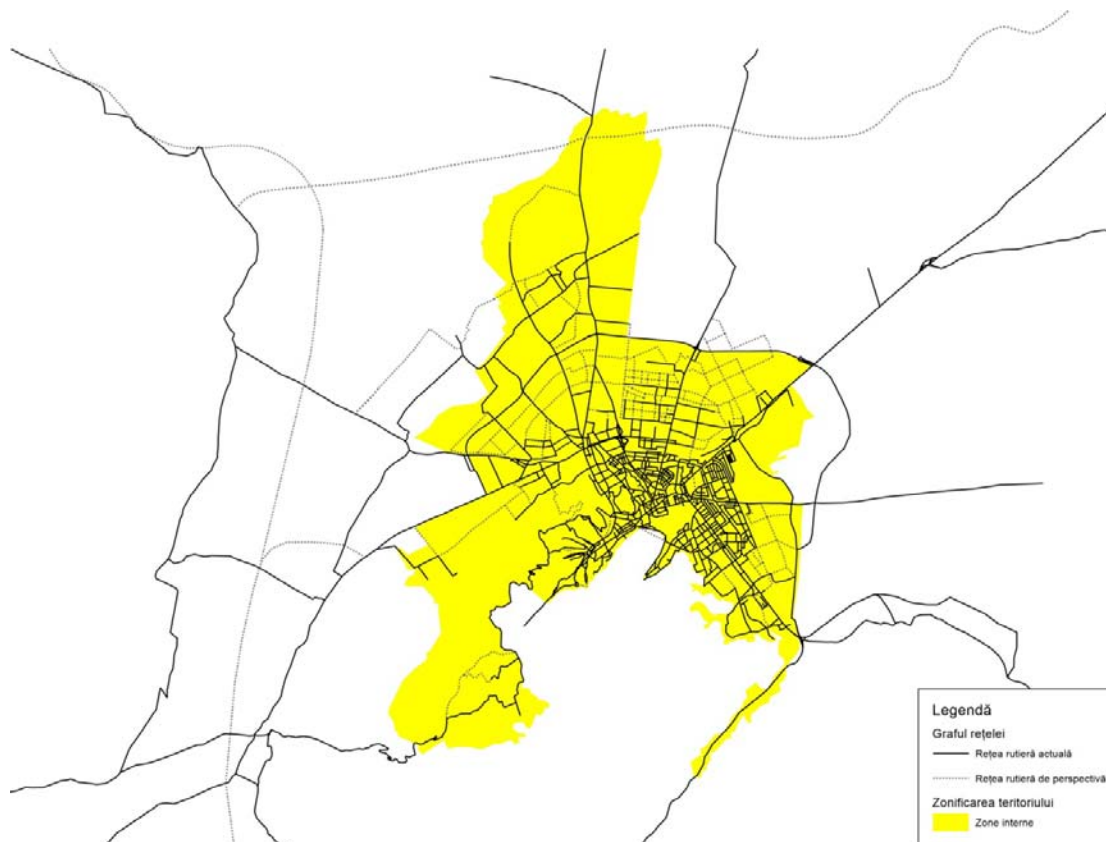 Legendă
Graful rețelei
Rețea rutieră actuală
Rețea rutieră de perspectivă
Zonificarea teritoriului
Zone interne